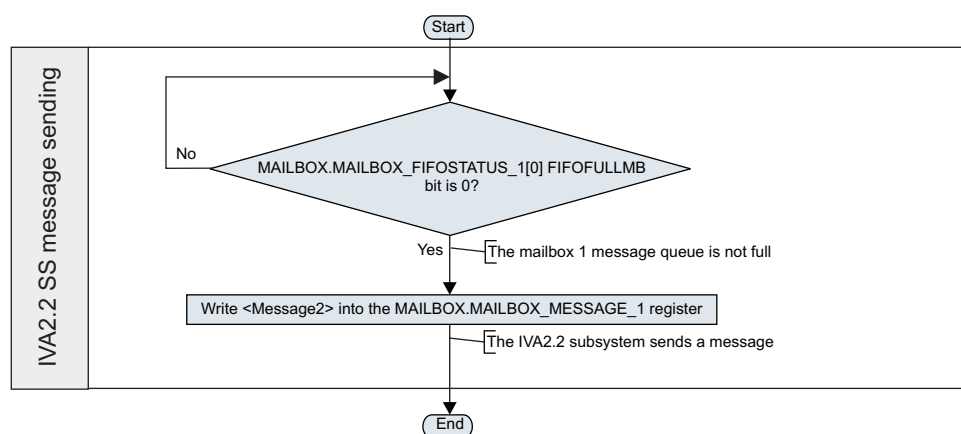 Start
IVA2.2 SS message sending
No
MAILBOX.MAILBOX_FIFOSTATUS_1[0] FIFOFULLMB
bit is 0?
Yes
The mailbox 1 message queue is not full
Write <Message2> into the MAILBOX.MAILBOX_MESSAGE_1 register
The IVA2.2 subsystem sends a message
End